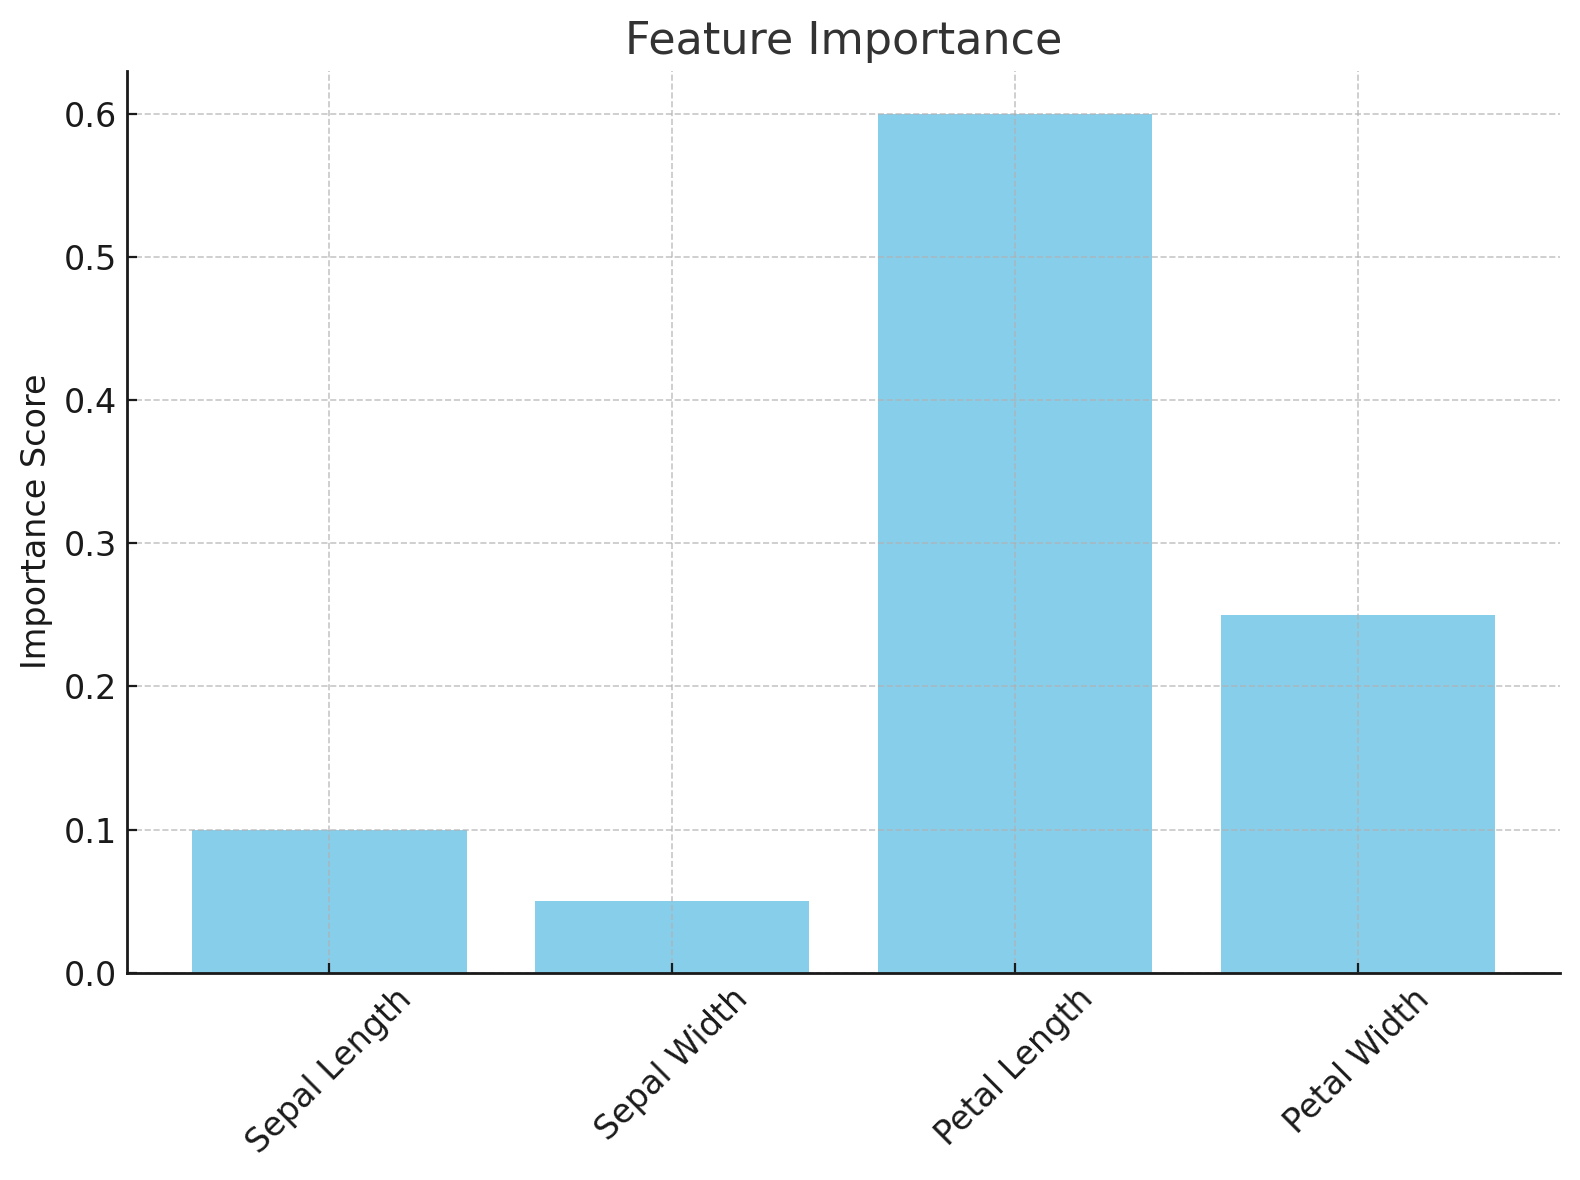 Feature Importance
Importance Score
0.6
0.5
0.4
0.3
0.2
0.1
0.0
Sepal Length
Sepal Width
Petal Length
Petal Width